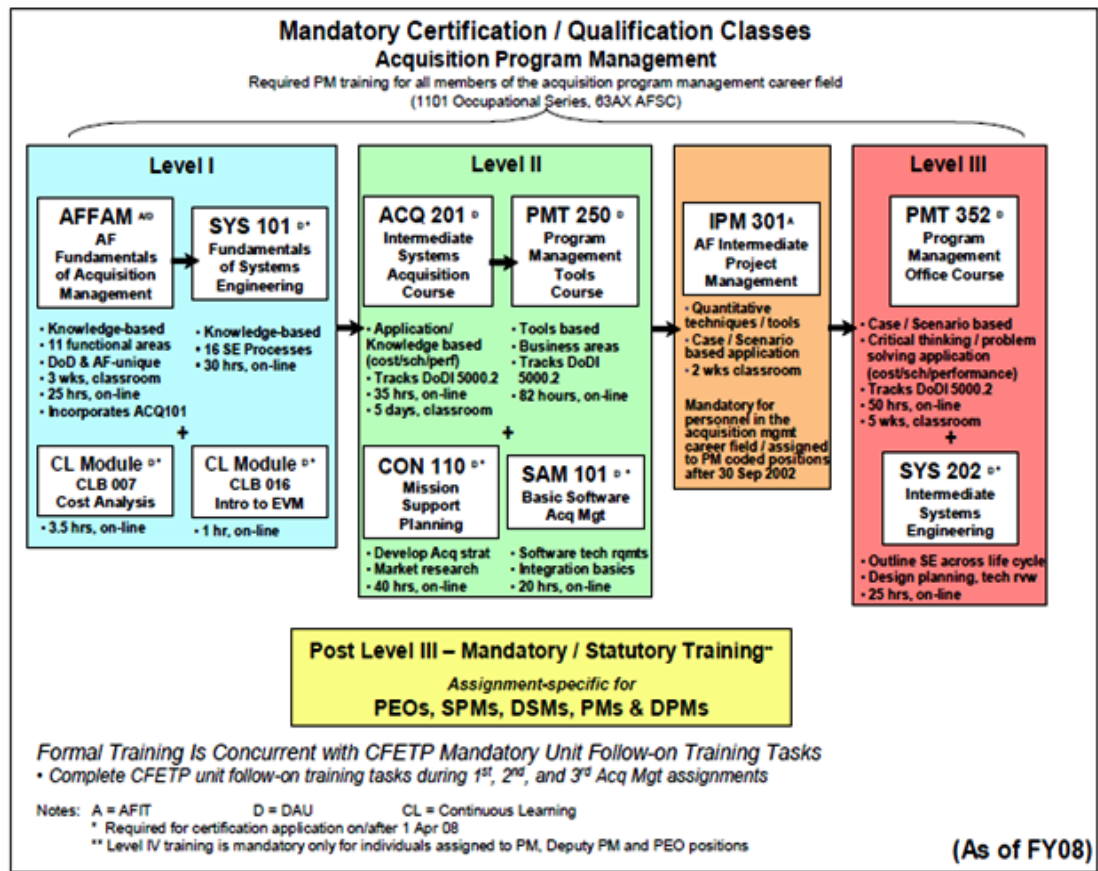 Mandatory Certification / Qualification Classes
Acquisition Program Management
Required PM training for all members of the acquisition program management career field
(1101 Occupational Series, 63AX AFSC)
Level I
AFFAM A/D
AF
Fundamentals
of Acquisition
Management
SYS 101 D*
Fundamentals
of Systems
Engineering
• Knowledge-based
• 11 functional areas
• DoD & AF-unique
• 3 wks, classroom
• 25 hrs, on-line
• Incorporates ACQ101
• Knowledge-based
• 16 SE Processes
• 30 hrs, on-line
+
CL Module D*
CLB 007
Cost Analysis
• 3.5 hrs, on-line
CL Module D*
CLB 016
Intro to EVM
• 1 hr, on-line
Level II
ACQ 201 D
Intermediate
Systems
Acquisition
Course
PMT 250 D
Program
Management
Tools
Course
• Application/
Knowledge based
(cost/sch/perf)
• Tracks DoDI 5000.2
• 35 hrs, on-line
• 5 days, classroom
• Tools based
• Business areas
• Tracks DoDI
5000.2
• 82 hours, on-line
+
CON 110 D*
Mission
Support
Planning
SAM 101 D *
Basic Software
Acq Mgt
• Develop Acq strat
• Market research
• 40 hrs, on-line
• Software tech rqmts
• Integration basics
• 20 hrs, on-line
IPM 301 A
AF Intermediate
Project
Management
• Quantitative
techniques / tools
• Case / Scenario
based application
• 2 wks classroom
Mandatory for
personnel in the
acquisition mgmt
career field / assigned
to PM coded positions
after 30 Sep 2002
Level III
PMT 352 D
Program
Management
Office Course
• Case / Scenario based
• Critical thinking / problem
solving application
(cost/sch/performance)
• Tracks DoDI 5000.2
• 50 hrs, on-line
• 5 wks, classroom
+
SYS 202 D*
Intermediate
Systems
Engineering
• Outline SE across life cycle
• Design planning, tech rvw
• 25 hrs, on-line
Post Level III – Mandatory / Statutory Training**
Assignment-specific for
PEOs, SPMs, DSMs, PMs & DPMs
Formal Training Is Concurrent with CFETP Mandatory Unit Follow-on Training Tasks
• Complete CFETP unit follow-on training tasks during 1st, 2nd, and 3rd Acq Mgt assignments
Notes: A = AFIT D = DAU CL = Continuous Learning
* Required for certification application on/after 1 Apr 08
** Level IV training is mandatory only for individuals assigned to PM, Deputy PM and PEO positions
(As of FY08)